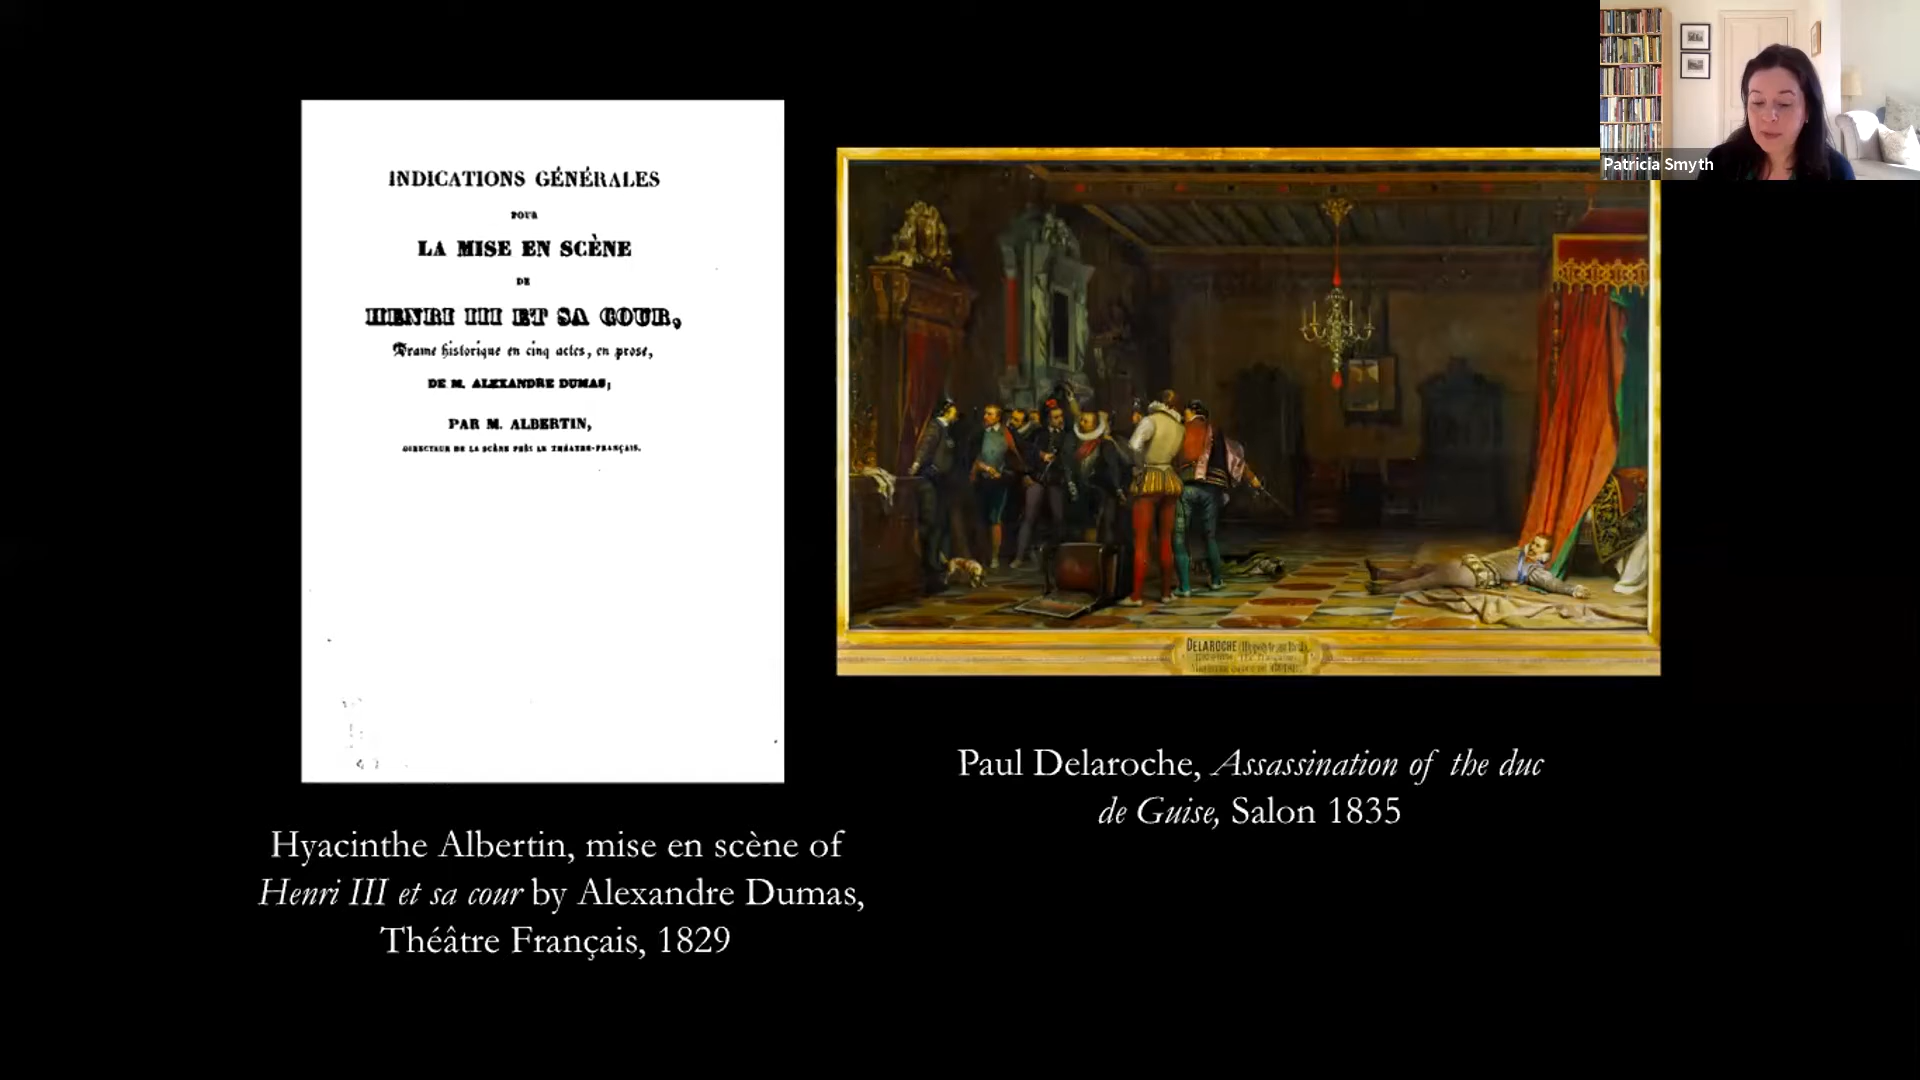 INDICATIONS GÉNÉRALES
POUR
LA MISE EN SCÈNE
DE
HENRI III ET SA COUR,
Drame historique en cinq actes, en prose,
DE M. ALEXANDRE DUMAS;
PAR M. ALBERTIN,
DIRECTEUR DE LA SCÈNE PRÈS LE THÉATRE-FRANÇAIS.
Hyacinthe Albertin, mise en scène of
Henri III et sa cour by Alexandre Dumas,
Théâtre Français, 1829
DELAROCHE
Paul Delaroche, Assassination of the duc
de Guise, Salon 1835
Patricia Smyth